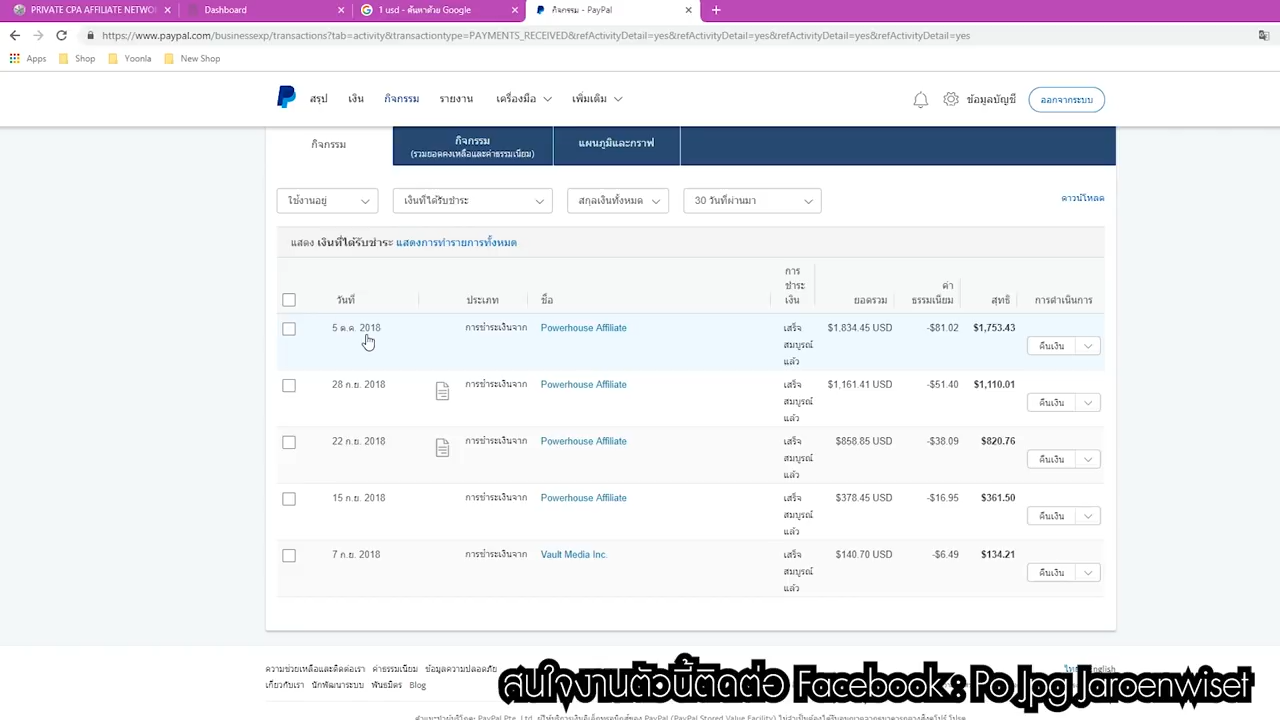 PRIVATE CPA AFFILIATE NETWO
Dashboard
1 usd - ค้นหาด้วย Google
กิจกรรม - PayPal
https://www.paypal.com/businessexp/transactions?tab=activity&transactiontype=PAYMENTS_RECEIVED&refActivityDetail=yes&refActivityDetail=yes&refActivityDetail=yes
Apps Shop Yoonla New Shop
สรุป เงิน กิจกรรม รายงาน เครื่องมือ เพิ่มเติม ข้อมูลบัญชี ออกจากระบบ
กิจกรรม
กิจกรรม
(รวมยอดคงเหลือและค่าธรรมเนียม)
แผนภูมิและกราฟ
ใช้งานอยู่ เงินที่ได้รับชำระ สกุลเงินทั้งหมด 30 วันที่ผ่านมา ดาวน์โหลด
แสดง เงินที่ได้รับชำระ แสดงการทำรายการทั้งหมด
วันที่ ประเภท ชื่อ
การ
ชำระ
เงิน
ยอดรวม
ค่า
ธรรมเนียม
สุทธิ การดำเนินการ
5 ต.ค. 2018 การชำระเงินจาก Powerhouse Affiliate
เสร็จ
สมบูรณ์
แล้ว
$1,834.45 USD -$81.02 $1,753.43
คืนเงิน
28 ก.ย. 2018 การชำระเงินจาก Powerhouse Affiliate
เสร็จ
สมบูรณ์
แล้ว
$1,161.41 USD -$51.40 $1,110.01
คืนเงิน
22 ก.ย. 2018 การชำระเงินจาก Powerhouse Affiliate
เสร็จ
สมบูรณ์
แล้ว
$858.85 USD -$38.09 $820.76
คืนเงิน
15 ก.ย. 2018 การชำระเงินจาก Powerhouse Affiliate
เสร็จ
สมบูรณ์
แล้ว
$378.45 USD -$16.95 $361.50
คืนเงิน
7 ก.ย. 2018 การชำระเงินจาก Vault Media Inc.
เสร็จ
สมบูรณ์
แล้ว
$140.70 USD -$6.49 $134.21
คืนเงิน
ความช่วยเหลือและติดต่อเรา ค่าธรรมเนียม ข้อมูลความปลอดภัย
เกี่ยวกับเรา นักพัฒนาระบบ พันธมิตร Blog
สนใจงานตัวนี้ติดต่อ Facebook : Po Jpg Jaroenwiset